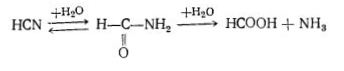 HCN +H₂O ⇌ H—C—NH₂ +H₂O → HCOOH + NH₃
‖
O